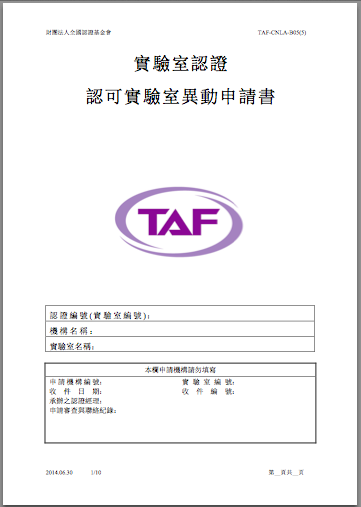 財團法人全國認證基金會 TAF-CNLA-B05(5)
實驗室認證
認可實驗室異動申請書
TAF
認證編號(實驗室編號):
機構名稱:
實驗室名稱:
本欄申請機構請勿填寫
申請機構編號: 實驗室編號:
收件日期: 收件編號:
承辦之認證經理:
申請審查與聯絡紀錄:
2014.06.30 1/10 第__頁共__頁